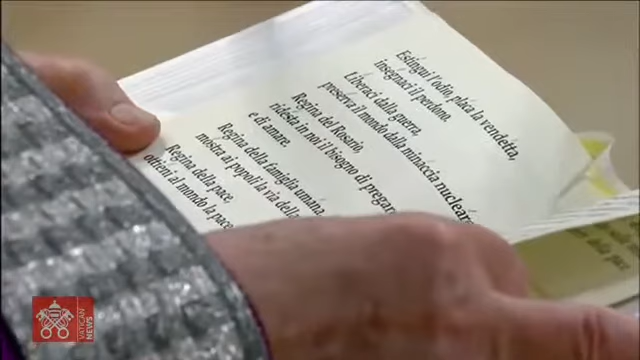 Estingui l'odio, placa la vendetta,
insegnaci il perdono.
Liberaci dalla guerra,
preserva il mondo dalla minaccia nucleare
Regina del Rosario,
ridesta in noi il bisogno di pregare
e di amare.
Regina della famiglia umana,
mostra ai popoli la via della
Regina della pace,
ottieni al mondo la pace
della pace
VATICAN
NEWS